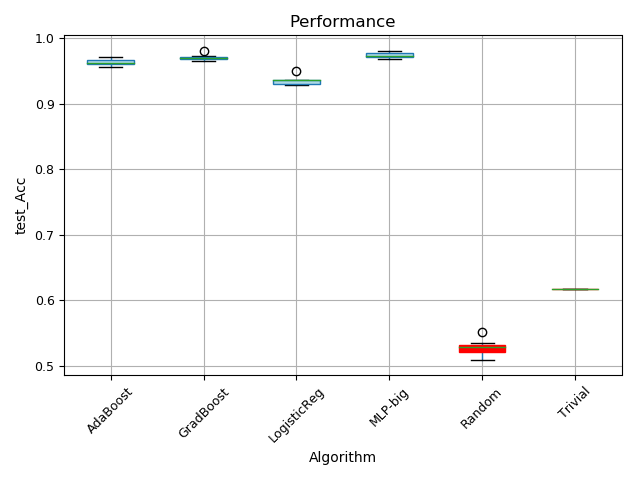 Performance
1.0
0.9
0.8
0.7
0.6
0.5
test_Acc
AdaBoost
GradBoost
LogisticReg
MLP-big
Random
Trivial
Algorithm